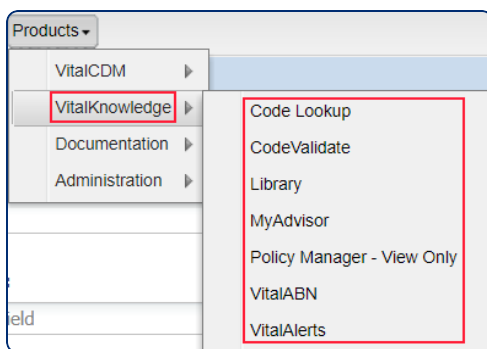 Products
VitalCDM
VitalKnowledge
Documentation
Administration
Code Lookup
CodeValidate
Library
MyAdvisor
Policy Manager - View Only
VitalABN
VitalAlerts